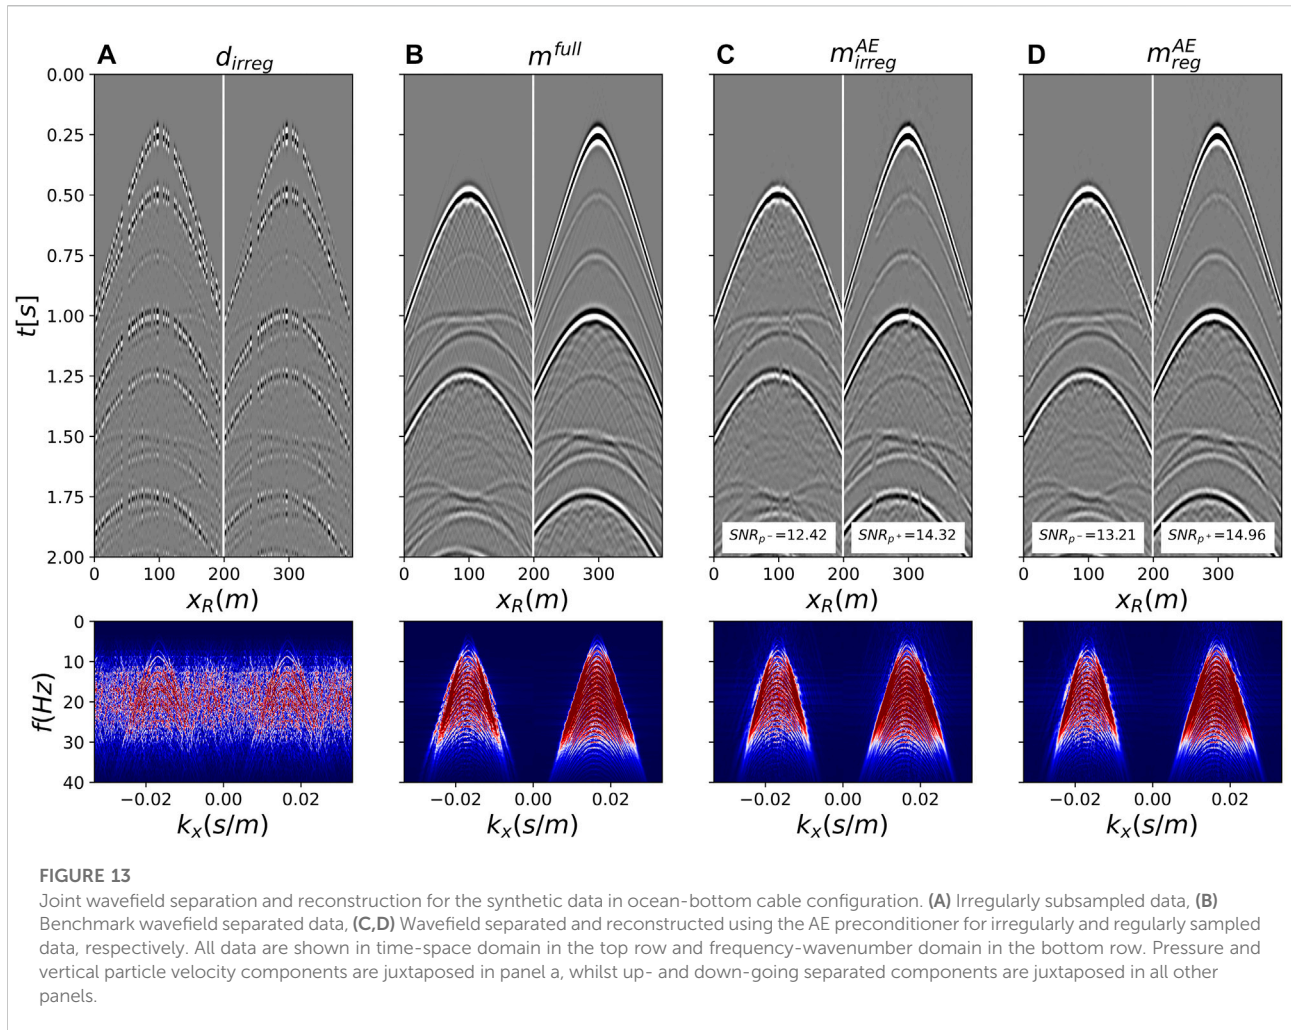 A d_irreg B m^full C m^AE_irreg D m^AE_reg
0.00
0.25
0.50
0.75
1.00
1.25
1.50
1.75
2.00
t[s]
SNR_p-=12.42 SNR_p+=14.32 SNR_p-=13.21 SNR_p+=14.96
0 100 200 300 0 100 200 300 0 100 200 300 0 100 200 300
x_R(m) x_R(m) x_R(m) x_R(m)
0
10
20
30
40
f(Hz)
−0.02 0.00 0.02 −0.02 0.00 0.02 −0.02 0.00 0.02 −0.02 0.00 0.02
k_x(s/m) k_x(s/m) k_x(s/m) k_x(s/m)
FIGURE 13
Joint wavefield separation and reconstruction for the synthetic data in ocean-bottom cable configuration. (A) Irregularly subsampled data, (B)
Benchmark wavefield separated data, (C,D) Wavefield separated and reconstructed using the AE preconditioner for irregularly and regularly sampled
data, respectively. All data are shown in time-space domain in the top row and frequency-wavenumber domain in the bottom row. Pressure and
vertical particle velocity components are juxtaposed in panel a, whilst up- and down-going separated components are juxtaposed in all other
panels.